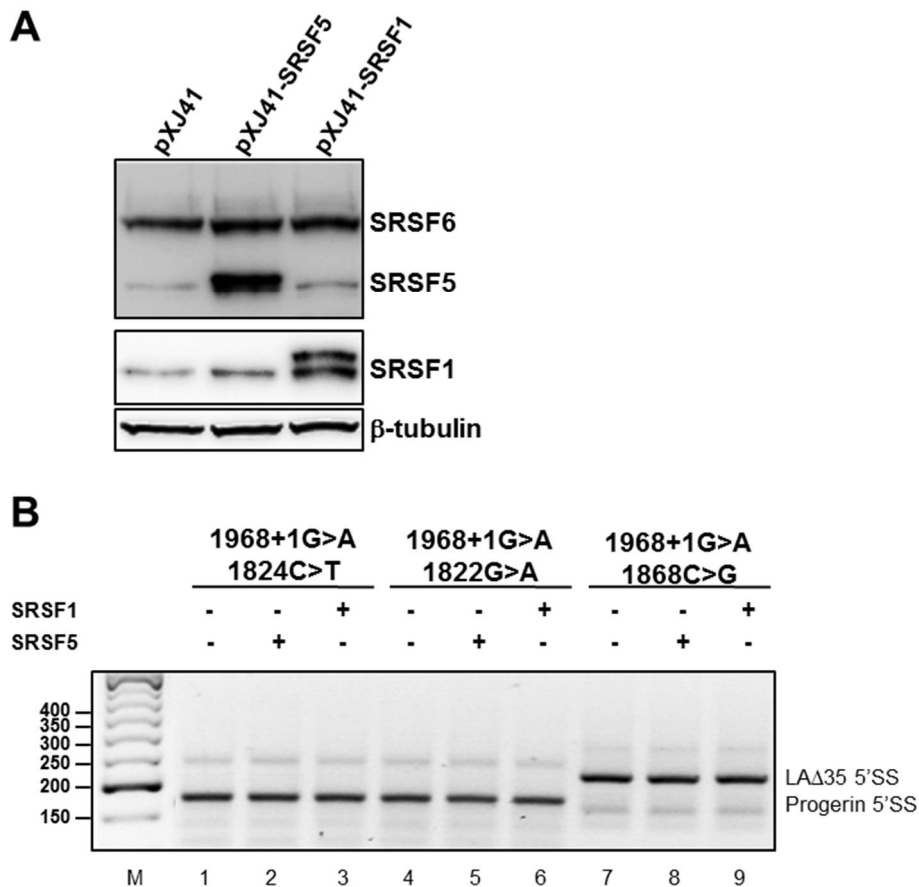 A
pXJ41 pXJ41-SRSF5 pXJ41-SRSF1
SRSF6
SRSF5
SRSF1
β-tubulin
B
1968+1G>A 1968+1G>A 1968+1G>A
1824C>T 1822G>A 1868C>G
SRSF1 - - + - - + - - +
SRSF5 - + - - + - - + -
400
350
300
250
200
150
LAΔ35 5'SS
Progerin 5'SS
M 1 2 3 4 5 6 7 8 9